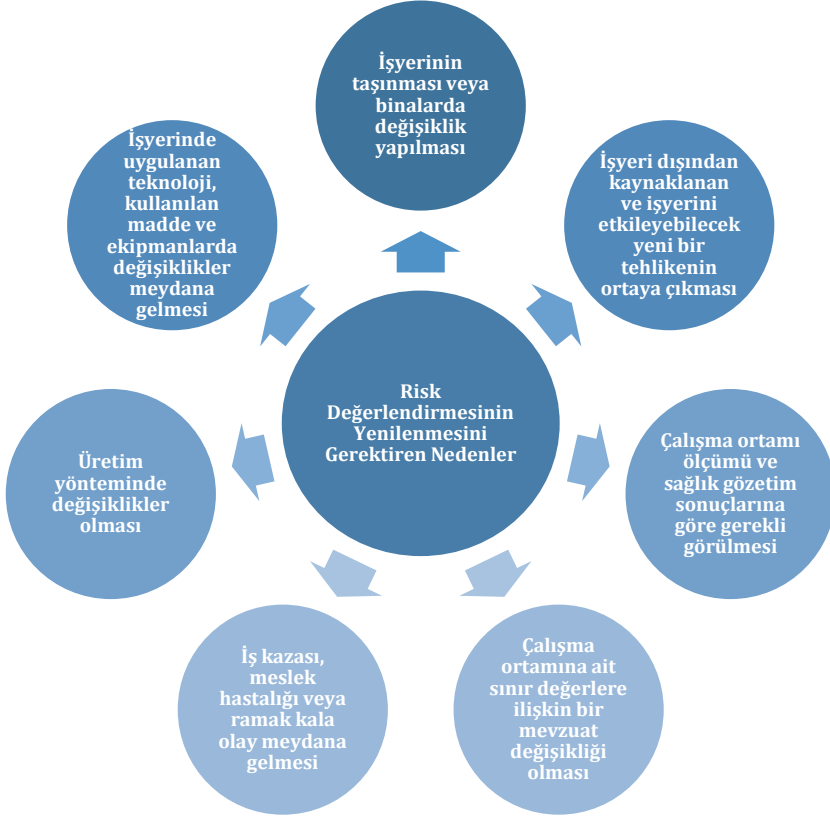 İşyerinin
taşınması veya
binalarda
değişiklik
yapılması
İşyeri dışından
kaynaklanan
ve işyerini
etkileyebilecek
yeni bir
tehlikenin
ortaya çıkması
Çalışma ortamı
ölçümü ve
sağlık gözetim
sonuçlarına
göre gerekli
görülmesi
Çalışma
ortamına ait
sınır değerlere
ilişkin bir
mevzuat
değişikliği
olması
İş kazası,
meslek
hastalığı veya
ramak kala
olay meydana
gelmesi
Üretim
yönteminde
değişiklikler
olması
İşyerinde
uygulanan
teknoloji,
kullanılan
madde ve
ekipmanlarda
değişiklikler
meydana
gelmesi
Risk
Değerlendirmesinin
Yenilenmesini
Gerektiren Nedenler